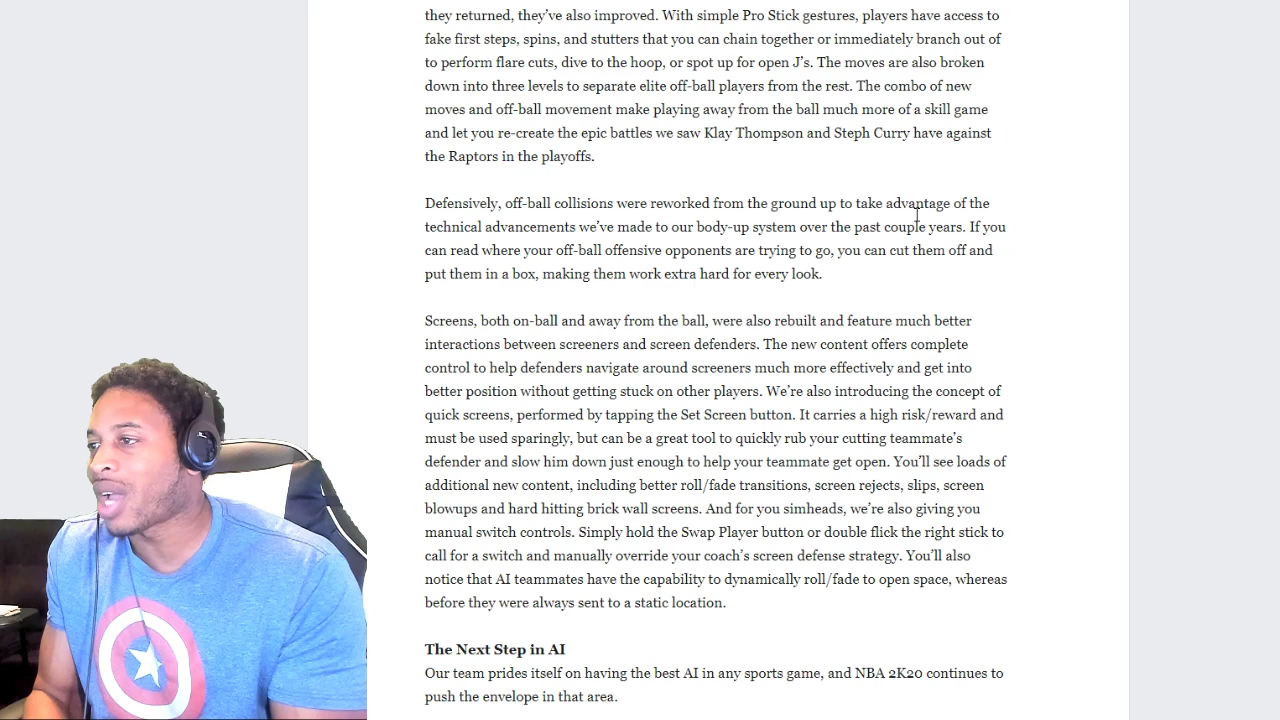 they returned, they've also improved. With simple Pro Stick gestures, players have access to
fake first steps, spins, and stutters that you can chain together or immediately branch out of
to perform flare cuts, dive to the hoop, or spot up for open J's. The moves are also broken
down into three levels to separate elite off-ball players from the rest. The combo of new
moves and off-ball movement make playing away from the ball much more of a skill game
and let you re-create the epic battles we saw Klay Thompson and Steph Curry have against
the Raptors in the playoffs.
Defensively, off-ball collisions were reworked from the ground up to take advantage of the
technical advancements we've made to our body-up system over the past couple years. If you
can read where your off-ball offensive opponents are trying to go, you can cut them off and
put them in a box, making them work extra hard for every look.
Screens, both on-ball and away from the ball, were also rebuilt and feature much better
interactions between screeners and screen defenders. The new content offers complete
control to help defenders navigate around screeners much more effectively and get into
better position without getting stuck on other players. We're also introducing the concept of
quick screens, performed by tapping the Set Screen button. It carries a high risk/reward and
must be used sparingly, but can be a great tool to quickly rub your cutting teammate's
defender and slow him down just enough to help your teammate get open. You'll see loads of
additional new content, including better roll/fade transitions, screen rejects, slips, screen
blowups and hard hitting brick wall screens. And for you simheads, we're also giving you
manual switch controls. Simply hold the Swap Player button or double flick the right stick to
call for a switch and manually override your coach's screen defense strategy. You'll also
notice that AI teammates have the capability to dynamically roll/fade to open space, whereas
before they were always sent to a static location.
The Next Step in AI
Our team prides itself on having the best AI in any sports game, and NBA 2K20 continues to
push the envelope in that area.